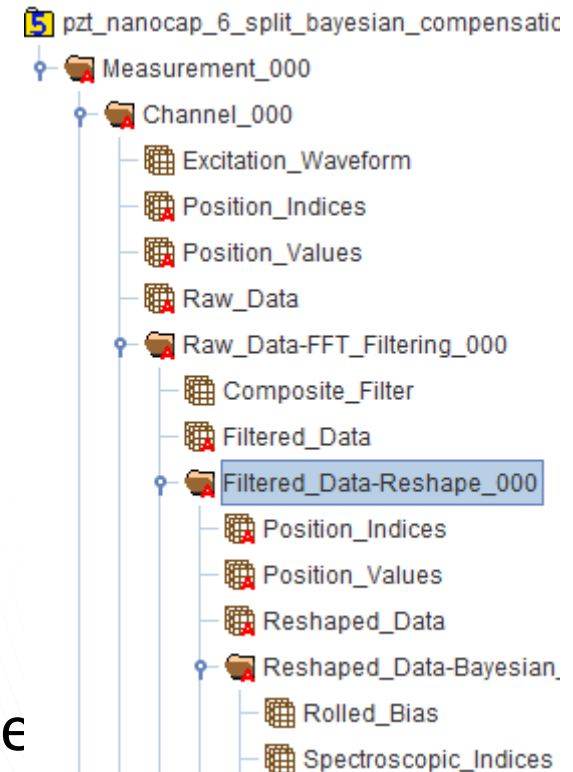 pzt_nanocap_6_split_bayesian_compensatic
Measurement_000
Channel_000
Excitation_Waveform
Position_Indices
Position_Values
Raw_Data
Raw_Data-FFT_Filtering_000
Composite_Filter
Filtered_Data
Filtered_Data-Reshape_000
Position_Indices
Position_Values
Reshaped_Data
Reshaped_Data-Bayesian_
Rolled_Bias
e
Spectroscopic_Indices